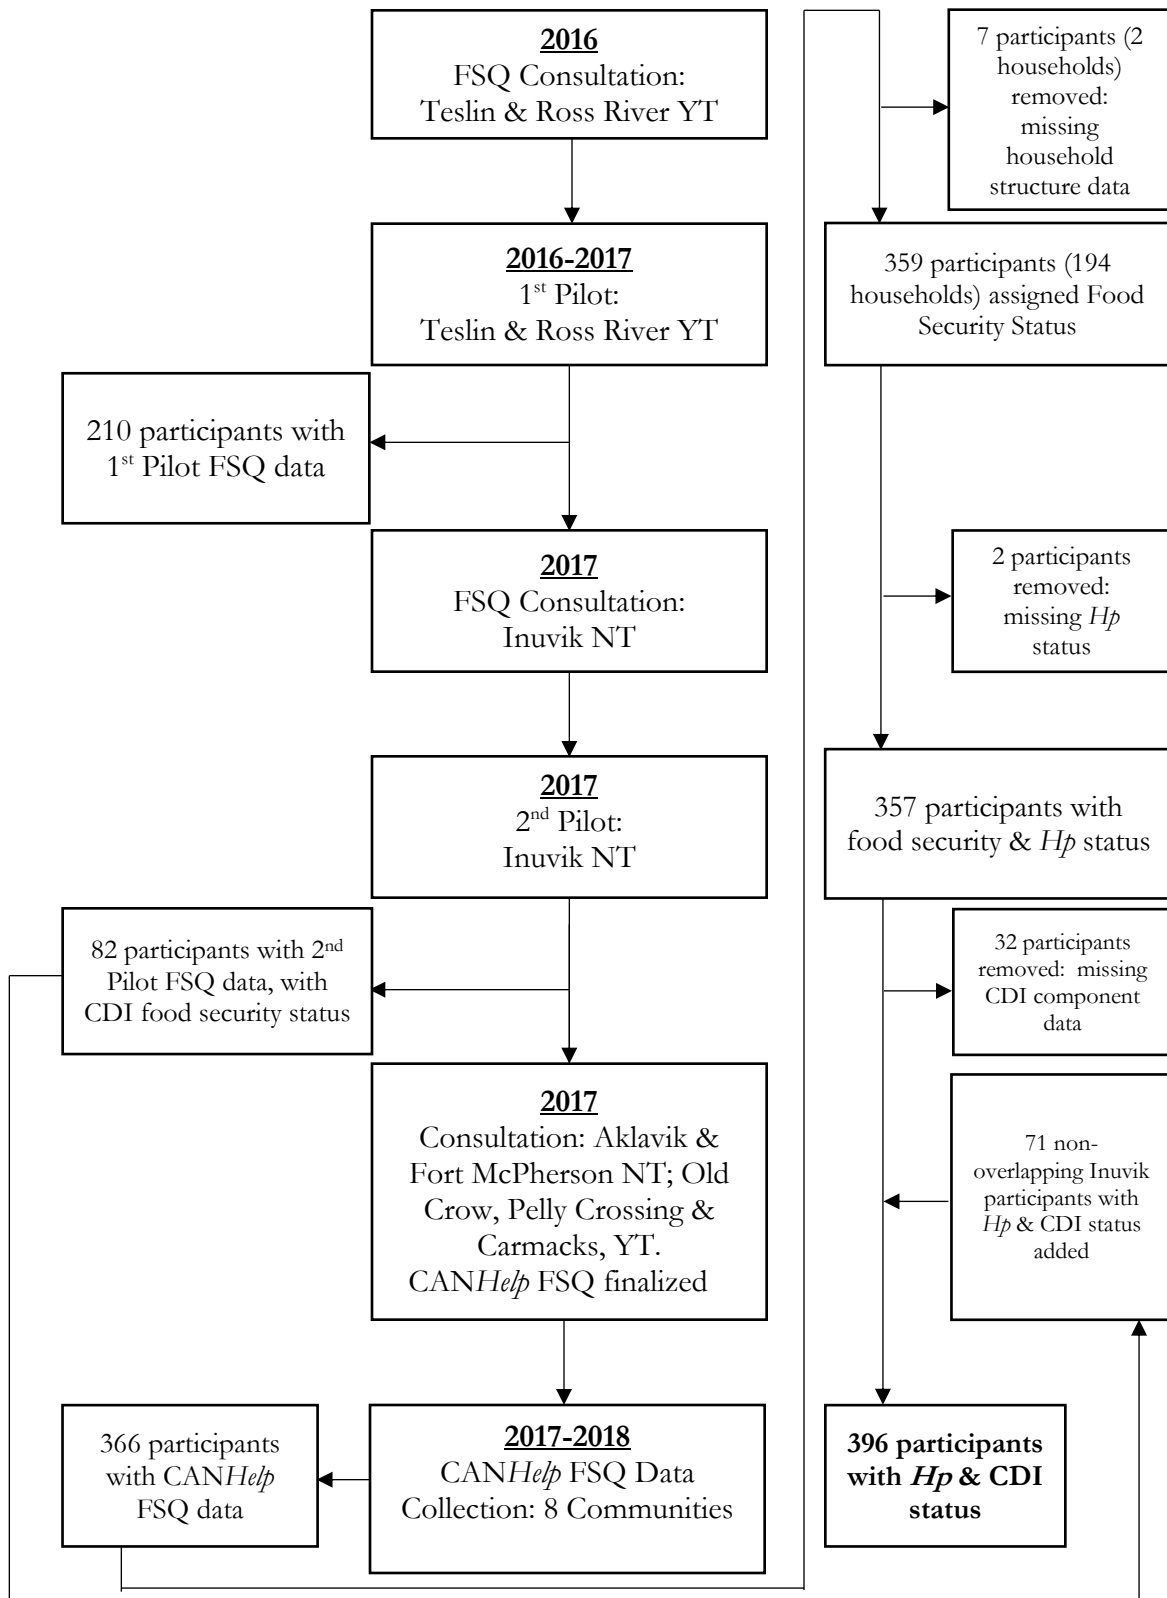 2016
FSQ Consultation:
Teslin & Ross River YT
2016-2017
1st Pilot:
Teslin & Ross River YT
210 participants with
1st Pilot FSQ data
2017
FSQ Consultation:
Inuvik NT
2017
2nd Pilot:
Inuvik NT
82 participants with 2nd
Pilot FSQ data, with
CDI food security status
2017
Consultation: Aklavik &
Fort McPherson NT; Old
Crow, Pelly Crossing &
Carmacks, YT.
CANHelp FSQ finalized
366 participants
with CANHelp
FSQ data
2017-2018
CANHelp FSQ Data
Collection: 8 Communities
7 participants (2
households)
removed:
missing
household
structure data
359 participants (194
households) assigned Food
Security Status
2 participants
removed:
missing Hp
status
357 participants with
food security & Hp status
32 participants
removed:  missing
CDI component
data
71 non-
overlapping Inuvik
participants with
Hp & CDI status
added
396 participants
with Hp & CDI
status